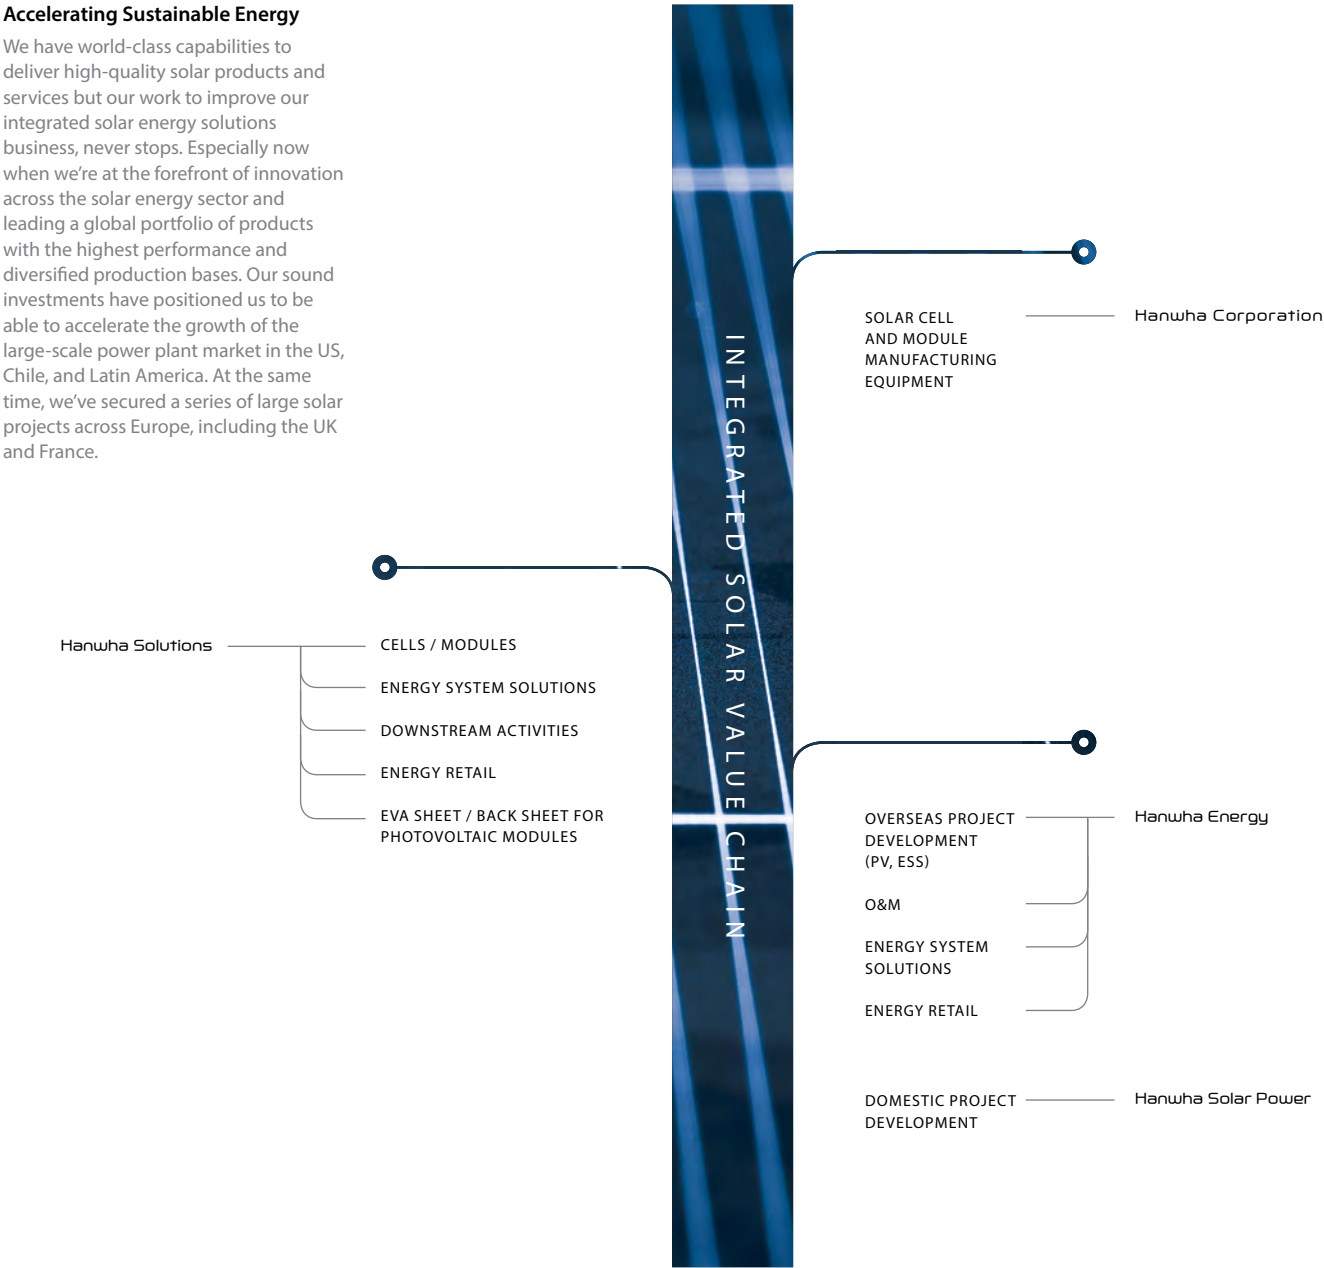 Accelerating Sustainable Energy
We have world-class capabilities to
deliver high-quality solar products and
services but our work to improve our
integrated solar energy solutions
business, never stops. Especially now
when we're at the forefront of innovation
across the solar energy sector and
leading a global portfolio of products
with the highest performance and
diversified production bases. Our sound
investments have positioned us to be
able to accelerate the growth of the
large-scale power plant market in the US,
Chile, and Latin America. At the same
time, we've secured a series of large solar
projects across Europe, including the UK
and France.
INTEGRATED SOLAR VALUE CHAIN
SOLAR CELL
AND MODULE
MANUFACTURING
EQUIPMENT
Hanwha Corporation
Hanwha Solutions
CELLS / MODULES
ENERGY SYSTEM SOLUTIONS
DOWNSTREAM ACTIVITIES
ENERGY RETAIL
EVA SHEET / BACK SHEET FOR
PHOTOVOLTAIC MODULES
OVERSEAS PROJECT
DEVELOPMENT
(PV, ESS)
Hanwha Energy
O&M
ENERGY SYSTEM
SOLUTIONS
ENERGY RETAIL
DOMESTIC PROJECT
DEVELOPMENT
Hanwha Solar Power